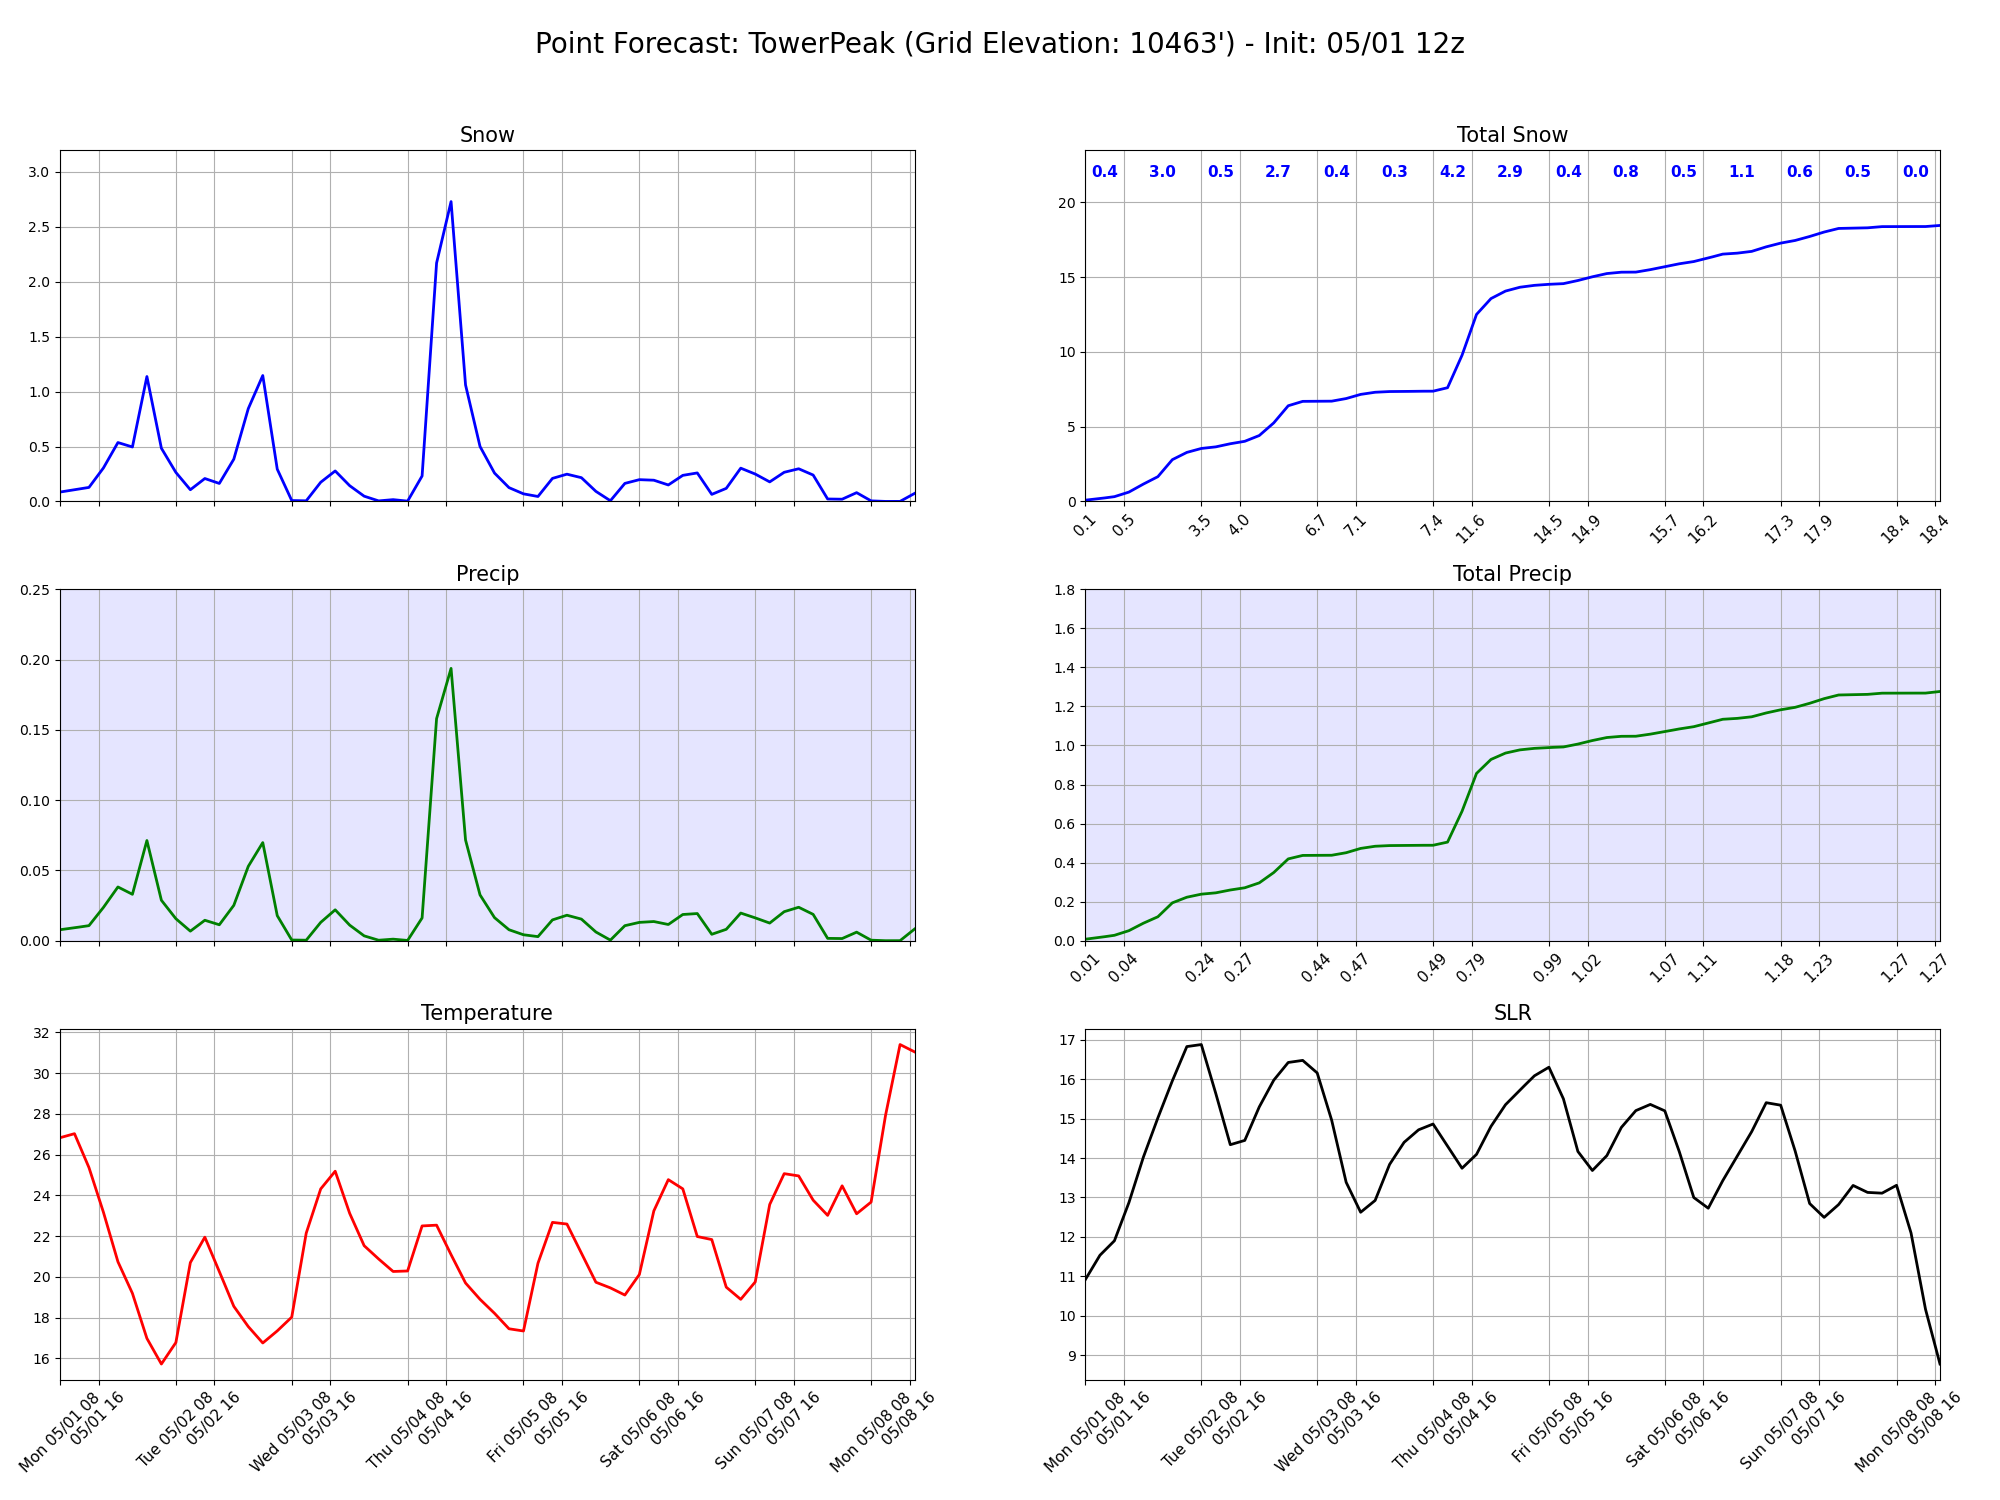 Point Forecast: TowerPeak (Grid Elevation: 10463') - Init: 05/01 12z
Snow
3.0
2.5
2.0
1.5
1.0
0.5
0.0
Total Snow
0.4 3.0 0.5 2.7 0.4 0.3 4.2 2.9 0.4 0.8 0.5 1.1 0.6 0.5 0.0
20
15
10
5
0
0.1 0.5 3.5 4.0 6.7 7.1 7.4 11.6 14.5 14.9 15.7 16.2 17.3 17.9 18.4 18.4
Precip
0.25
0.20
0.15
0.10
0.05
0.00
Total Precip
1.8
1.6
1.4
1.2
1.0
0.8
0.6
0.4
0.2
0.0
0.01 0.04 0.24 0.27 0.44 0.47 0.49 0.79 0.99 1.02 1.07 1.11 1.18 1.23 1.27 1.27
Temperature
32
30
28
26
24
22
20
18
16
Mon 05/01 08
05/01 16
Tue 05/02 08
05/02 16
Wed 05/03 08
05/03 16
Thu 05/04 08
05/04 16
Fri 05/05 08
05/05 16
Sat 05/06 08
05/06 16
Sun 05/07 08
05/07 16
Mon 05/08 08
05/08 16
SLR
17
16
15
14
13
12
11
10
9
Mon 05/01 08
05/01 16
Tue 05/02 08
05/02 16
Wed 05/03 08
05/03 16
Thu 05/04 08
05/04 16
Fri 05/05 08
05/05 16
Sat 05/06 08
05/06 16
Sun 05/07 08
05/07 16
Mon 05/08 08
05/08 16